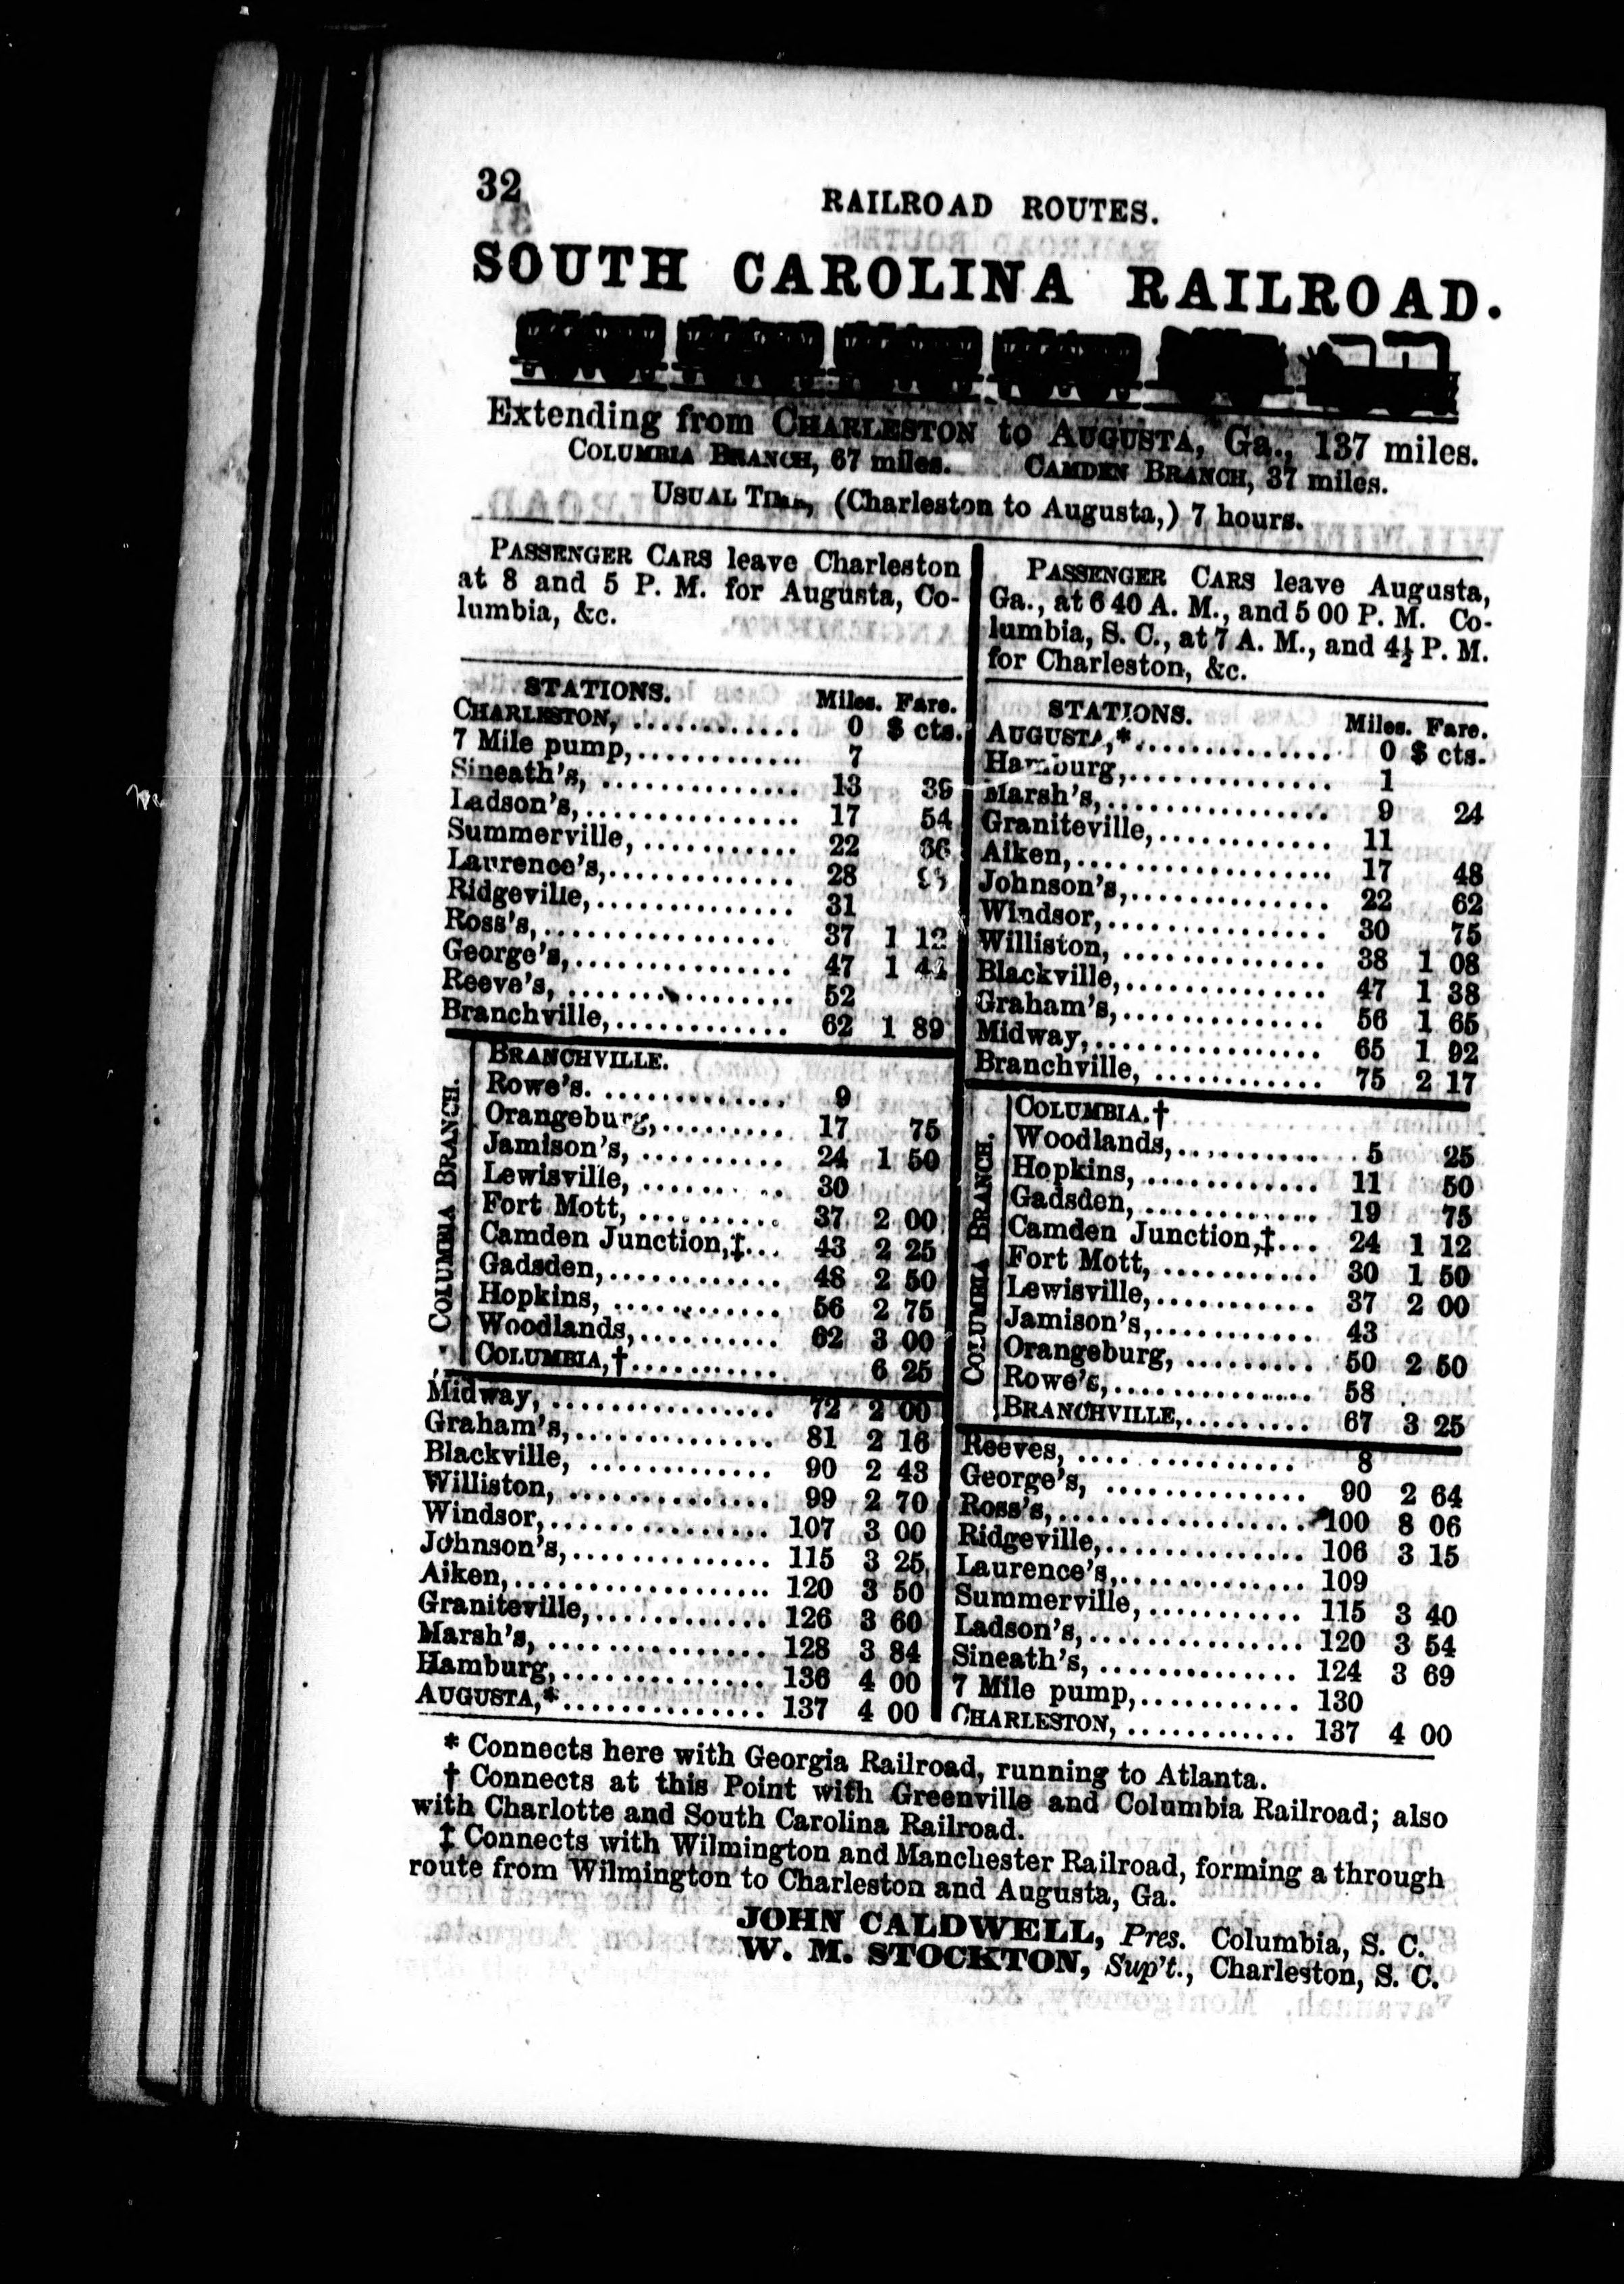 32
RAILROAD ROUTES.
SOUTH CAROLINA RAILROAD.
Extending from CHARLESTON to AUGUSTA, Ga., 137 miles.
COLUMBIA BRANCH, 67 miles. CAMDEN BRANCH, 37 miles.
USUAL TIME, (Charleston to Augusta,) 7 hours.
PASSENGER CARS leave Charleston
at 8 and 5 P. M. for Augusta, Co-
lumbia, &c.
STATIONS. Miles. Fare.
CHARLESTON, ............ 0 $ cts.
7 Mile pump, ............ 7
Sineath's, .............. 13 39
Ladson's, ............... 17 54
Summerville, ........... 22 66
Laurence's, ............. 28
Ridgeville, .............. 31
Ross's, ................. 37 1 12
George's, ............... 47 1 41
Reeve's, ................ 52
Branchville, ............. 62 1 89
COLUMBIA BRANCH.
BRANCHVILLE.
Rowe's. .............. 9
Orangeburg, ......... 17 75
Jamison's, .......... 24 1 50
Lewisville, .......... 30
Fort Mott, .......... 37 2 00
Camden Junction,‡... 43 2 25
Gadsden, ............ 48 2 50
Hopkins, ............ 56 2 75
Woodlands, .......... 62 3 00
COLUMBIA,† .......... 6 25
Midway, ................ 72 2 00
Graham's, .............. 81 2 16
Blackville, ............. 90 2 43
Williston, .............. 99 2 70
Windsor, ............... 107 3 00
Johnson's, .............. 115 3 25
Aiken, .................. 120 3 50
Graniteville, ............ 126 3 60
Marsh's, ............... 128 3 84
Hamburg, .............. 136 4 00
AUGUSTA,* .............. 137 4 00
PASSENGER CARS leave Augusta,
Ga., at 6 40 A. M., and 5 00 P. M. Co-
lumbia, S. C., at 7 A. M., and 4½ P. M.
for Charleston, &c.
STATIONS. Miles. Fare.
AUGUSTA,* .............. 0 $ cts.
Hamburg, .............. 1
Marsh's, ............... 9 24
Graniteville, ............ 11
Aiken, .................. 17 48
Johnson's, .............. 22 62
Windsor, ............... 30 75
Williston, .............. 38 1 08
Blackville, .............. 47 1 38
Graham's, .............. 56 1 65
Midway, ................ 65 1 92
Branchville, ............ 75 2 17
COLUMBIA BRANCH.
COLUMBIA.†
Woodlands, .......... 5 25
Hopkins, ............ 11 50
Gadsden, ............ 19 75
Camden Junction,‡... 24 1 12
Fort Mott, ........... 30 1 50
Lewisville, ........... 37 2 00
Jamison's, ........... 43
Orangeburg, ......... 50 2 50
Rowe's, .............. 58
BRANCHVILLE, ......... 67 3 25
Reeves, .... .......... 8
George's, .............. 90 2 64
Ross's, ................. 100 8 06
Ridgeville, .............. 106 3 15
Laurence's, ............. 109
Summerville, ........... 115 3 40
Ladson's, ............... 120 3 54
Sineath's, .............. 124 3 69
7 Mile pump, ........... 130
CHARLESTON, ............ 137 4 00
* Connects here with Georgia Railroad, running to Atlanta.
† Connects at this Point with Greenville and Columbia Railroad; also
with Charlotte and South Carolina Railroad.
‡ Connects with Wilmington and Manchester Railroad, forming a through
route from Wilmington to Charleston and Augusta, Ga.
JOHN CALDWELL, Pres. Columbia, S. C.
W. M. STOCKTON, Sup't., Charleston, S. C.